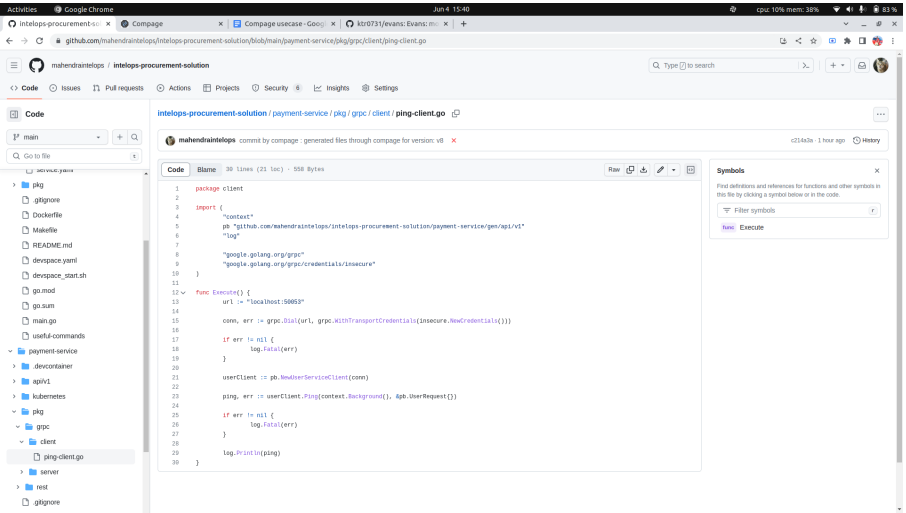 Activities Google Chrome Jun 4 15:40 cpu: 10% mem: 38% 83 %
intelops-procurement-sol × Compage × Compage usecase - Googl × ktr0731/evans: Evans: mo × +
github.com/mahendraintelops/intelops-procurement-solution/blob/main/payment-service/pkg/grpc/client/ping-client.go
mahendraintelops / intelops-procurement-solution Type / to search
Code Issues Pull requests Actions Projects Security 6 Insights Settings
Code
main
Go to file t
service.yaml
pkg
.gitignore
Dockerfile
Makefile
README.md
devspace.yaml
devspace_start.sh
go.mod
go.sum
main.go
useful-commands
payment-service
.devcontainer
api/v1
kubernetes
pkg
grpc
client
ping-client.go
server
rest
.gitignore
intelops-procurement-solution / payment-service / pkg / grpc / client / ping-client.go
mahendraintelops commit by compage : generated files through compage for version: v8 × c214a3a · 1 hour ago History
Code Blame 30 lines (21 loc) · 558 Bytes Raw
1 package client
2
3 import (
4 "context"
5 pb "github.com/mahendraintelops/intelops-procurement-solution/payment-service/gen/api/v1"
6 "log"
7
8 "google.golang.org/grpc"
9 "google.golang.org/grpc/credentials/insecure"
10 )
11
12 func Execute() {
13 url := "localhost:50053"
14
15 conn, err := grpc.Dial(url, grpc.WithTransportCredentials(insecure.NewCredentials()))
16
17 if err != nil {
18 log.Fatal(err)
19 }
20
21 userClient := pb.NewUserServiceClient(conn)
22
23 ping, err := userClient.Ping(context.Background(), &pb.UserRequest{})
24
25 if err != nil {
26 log.Fatal(err)
27 }
28
29 log.Println(ping)
30 }
Symbols
Find definitions and references for functions and other symbols in
this file by clicking a symbol below or in the code.
Filter symbols r
func Execute